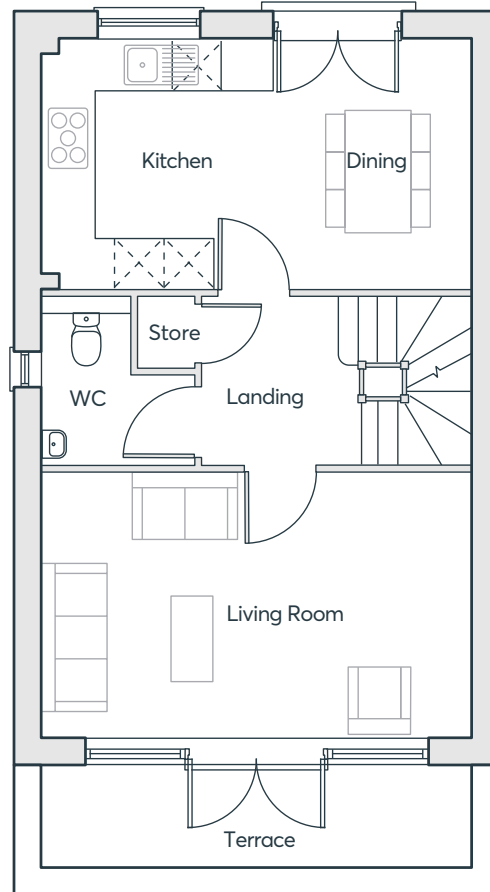 Kitchen
Dining
Store
WC
Landing
Living Room
Terrace